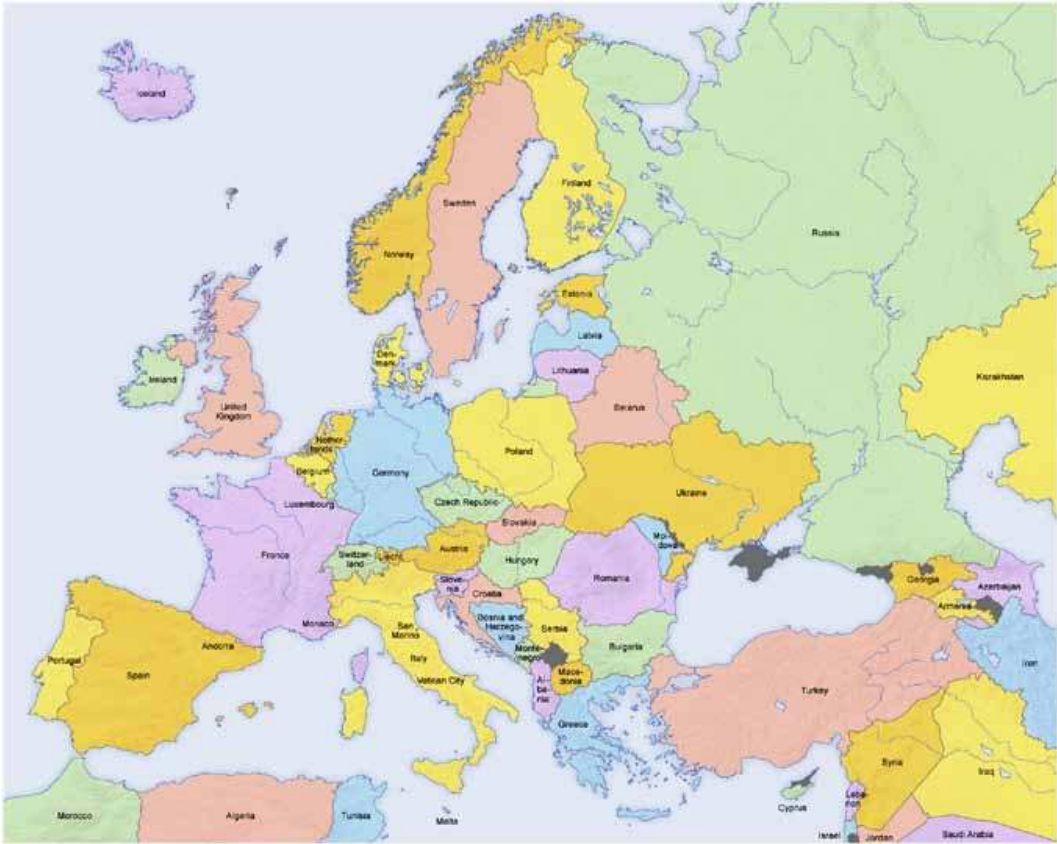 Iceland
Finland
Sweden
Norway
Russia
Estonia
Latvia
Den-
mark
Lithuania
Ireland
Kazakhstan
United
Kingdom
Belarus
Nether-
lands
Poland
Belgium
Germany
Ukraine
Czech Republic
Luxembourg
Slovakia
Mol-
dova
Austria
France
Switzer-
land
Liecht.
Hungary
Romania
Georgia
Azerbaijan
Slove-
nia
Croatia
Armenia
Bosnia and
Herzego-
vina
Monaco
San
Marino
Serbia
Andorra
Monte-
negro
Bulgaria
Portugal
Italy
Iran
Spain
Vatican City
Mace-
donia
Al-
ba-
nia
Turkey
Greece
Syria
Iraq
Leba-
non
Cyprus
Morocco
Algeria
Tunisia
Malta
Israel
Jordan
Saudi Arabia